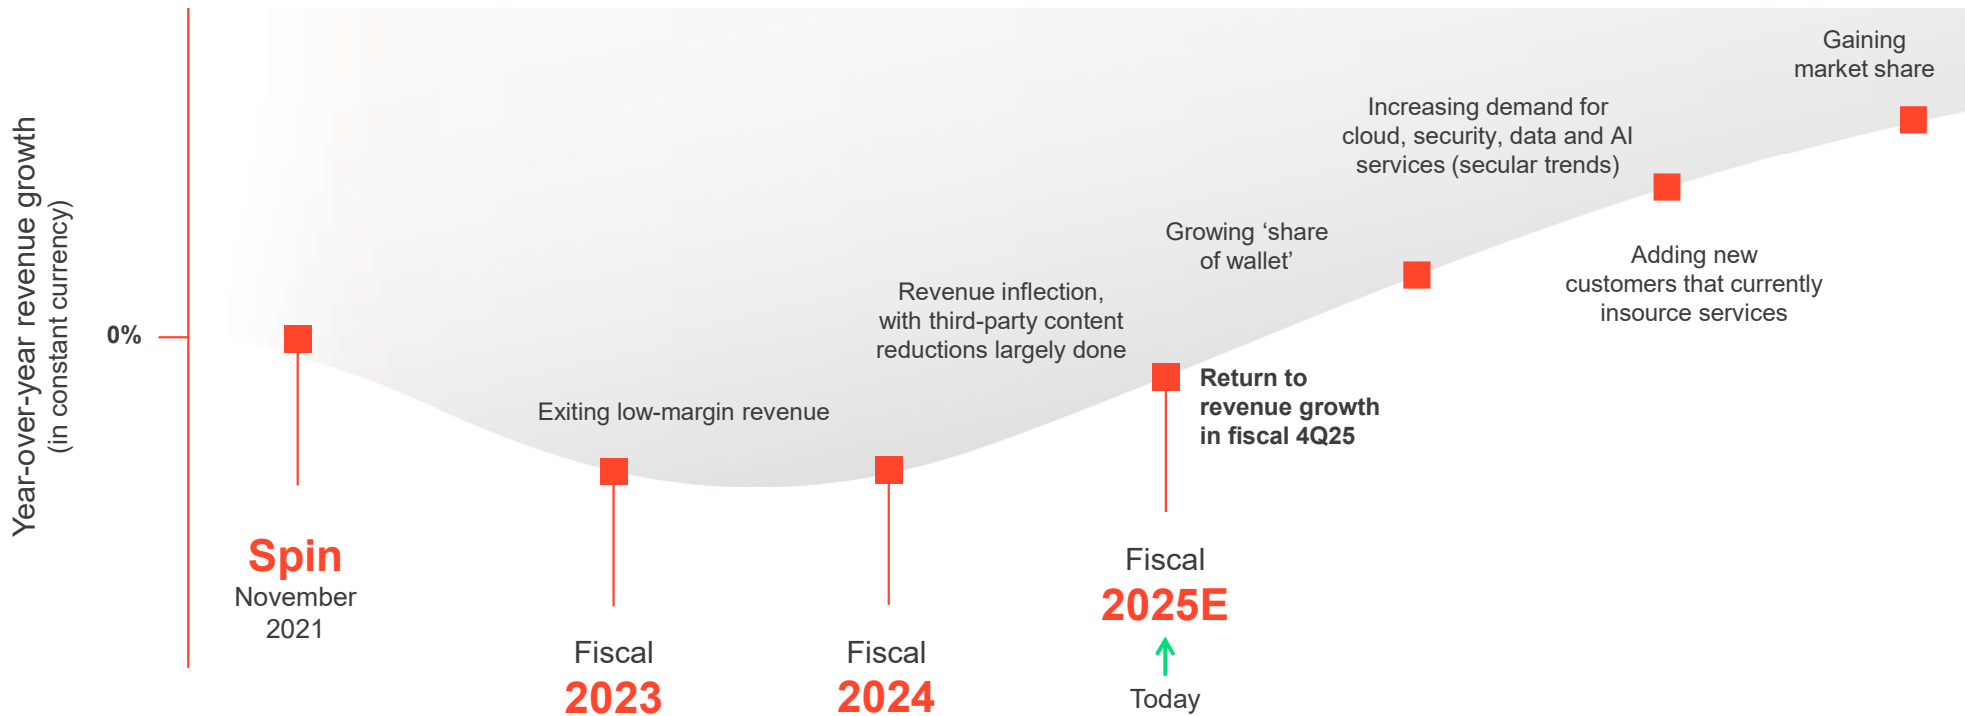 Year-over-year revenue growth
(in constant currency)
0%
Spin
November
2021
Fiscal
2023
Exiting low-margin revenue
Fiscal
2024
Revenue inflection,
with third-party content
reductions largely done
Return to
revenue growth
in fiscal 4Q25
Fiscal
2025E
Today
Growing ‘share
of wallet’
Increasing demand for
cloud, security, data and AI
services (secular trends)
Adding new
customers that currently
insource services
Gaining
market share